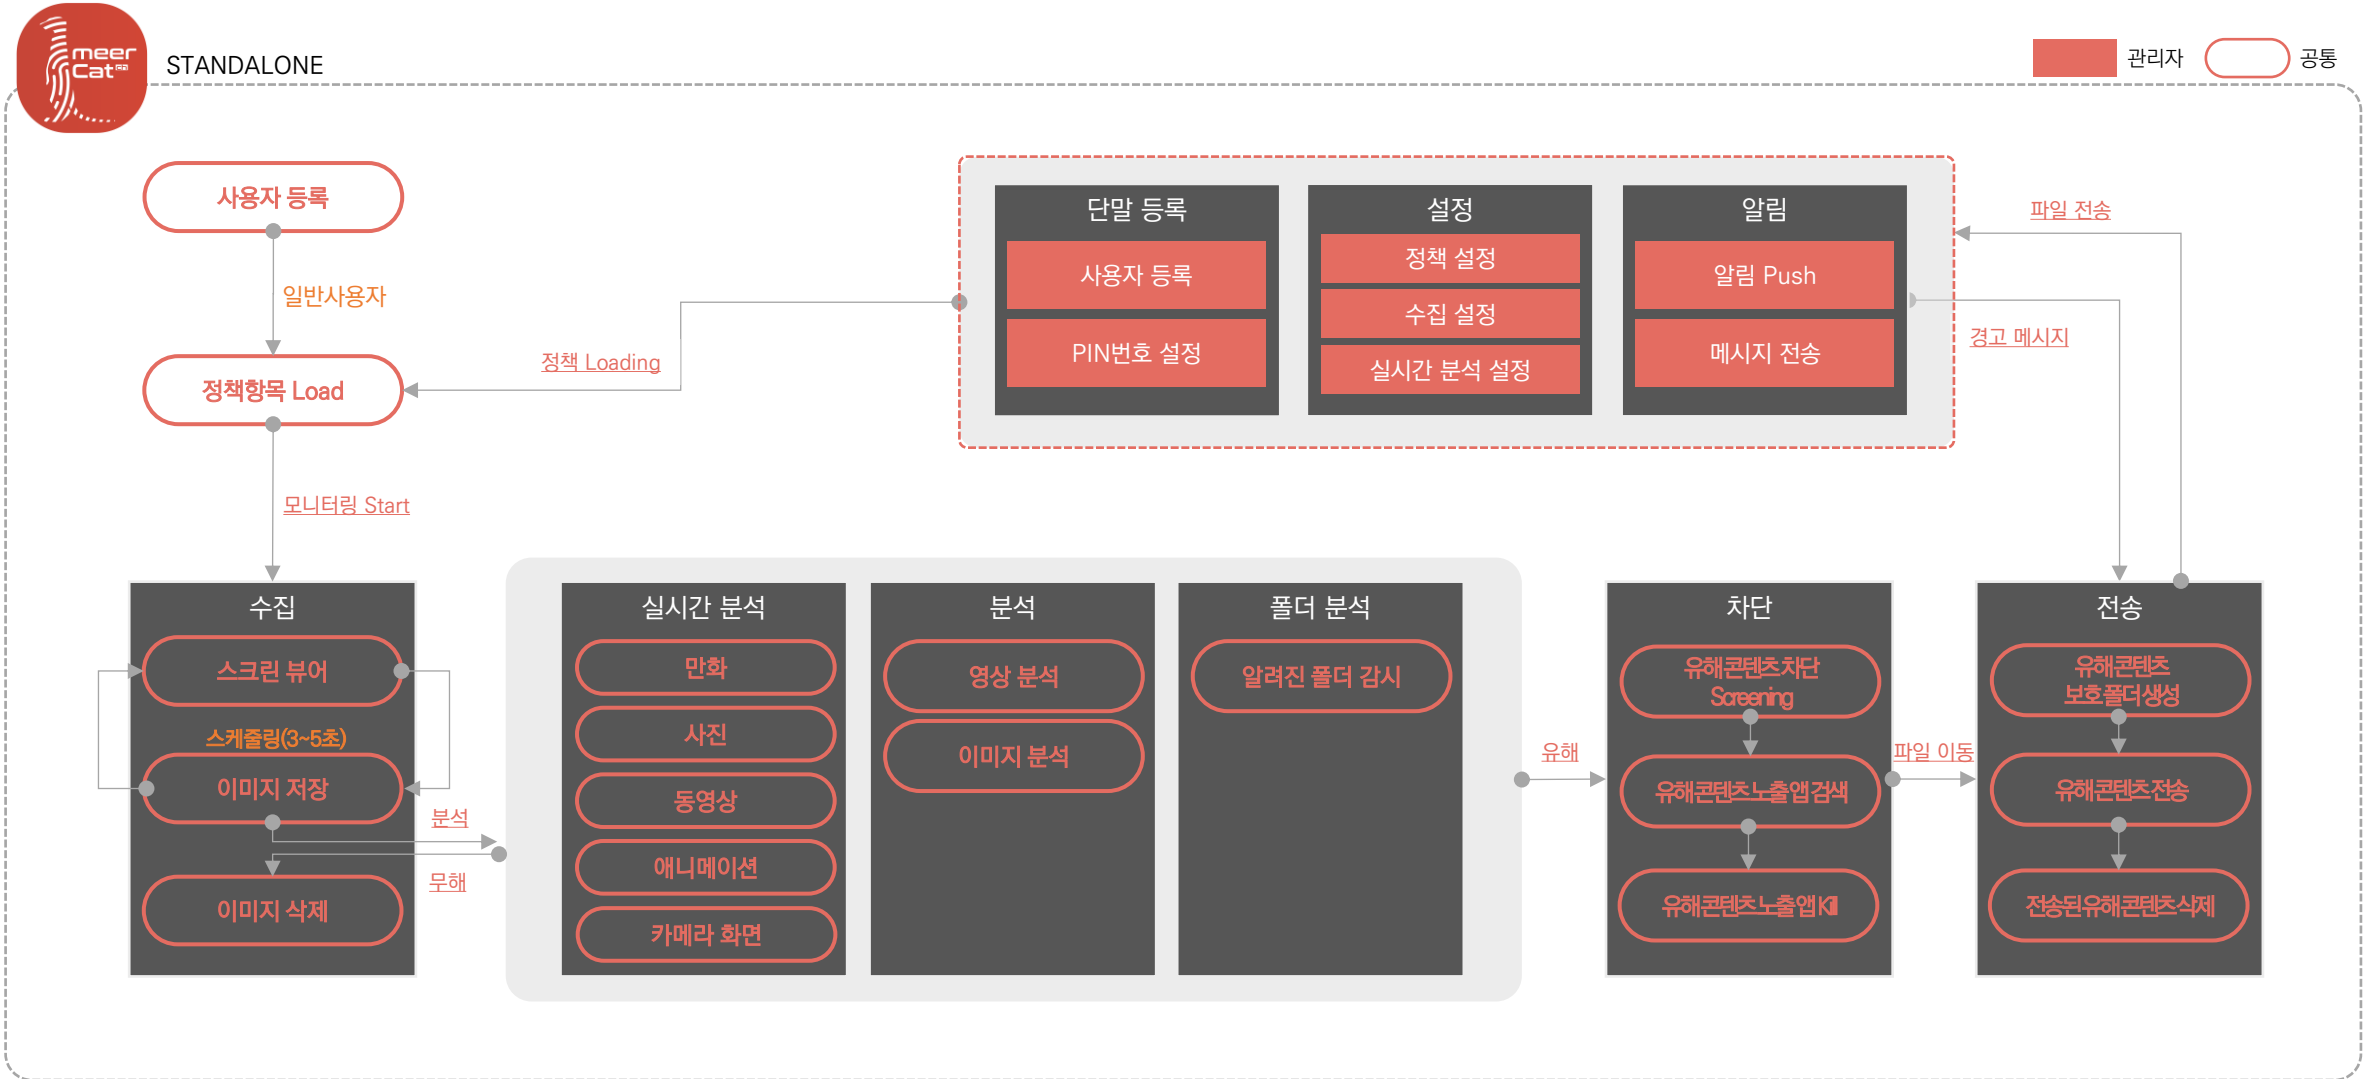 meer
Cat ch
STANDALONE
관리자
공통
사용자 등록
일반사용자
정책항목 Load
정책 Loading
모니터링 Start
단말 등록
사용자 등록
PIN번호 설정
설정
정책 설정
수집 설정
실시간 분석 설정
알림
알림 Push
메시지 전송
파일 전송
경고 메시지
수집
스크린 뷰어
스케줄링(3~5초)
이미지 저장
이미지 삭제
분석
무해
실시간 분석
만화
사진
동영상
애니메이션
카메라 화면
분석
영상 분석
이미지 분석
폴더 분석
알려진 폴더 감시
유해
차단
유해콘텐츠차단
Screening
유해콘텐츠 노출앱 검색
유해콘텐츠 노출앱 Kill
파일 이동
전송
유해콘텐츠
보호폴더 생성
유해콘텐츠 전송
전송된 유해콘텐츠 삭제